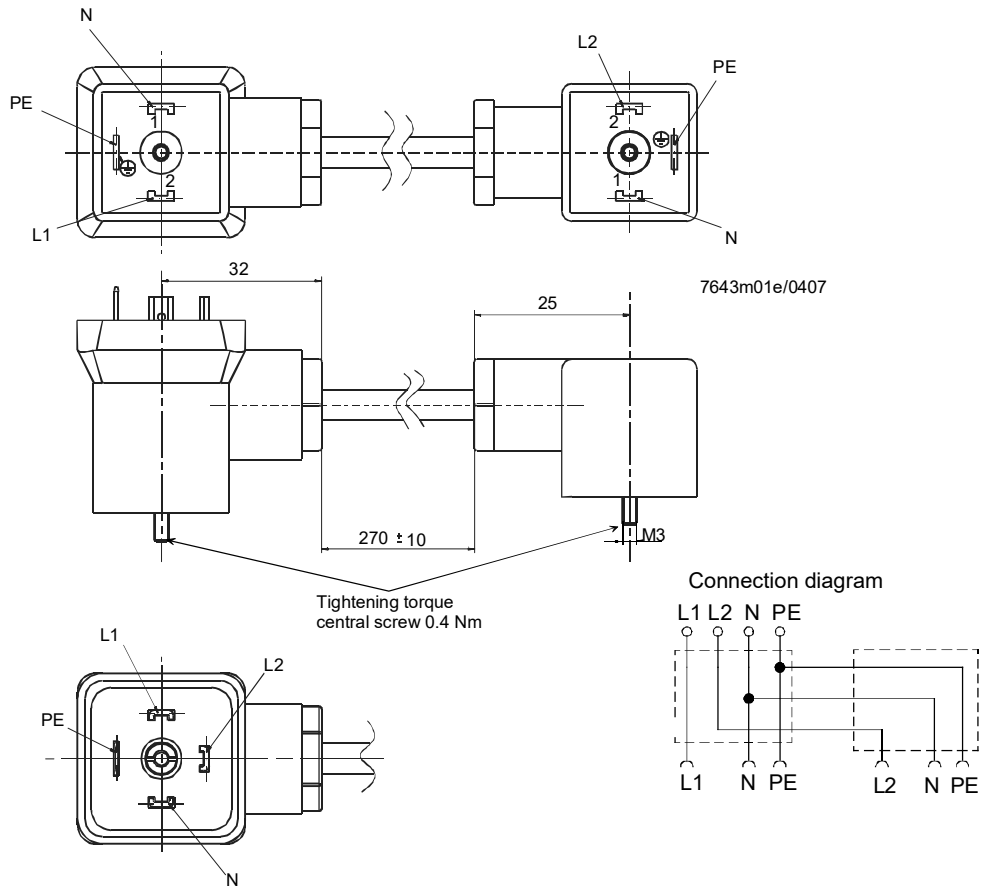 N
L2
PE
PE
1
2
2
1
L1
N
32
7643m01e/0407
25
270 ± 10
M3
Tightening torque
central screw 0.4 Nm
Connection diagram
L1 L2 N PE
L1
L2
PE
L1 N PE L2 N PE
N